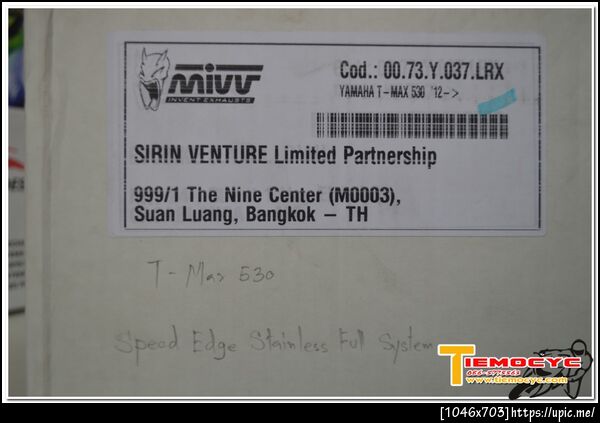 mivv
INVENT EXHAUSTS
Cod.: 00.73.Y.037.LRX
YAMAHA T-MAX 530 '12->
SIRIN VENTURE Limited Partnership
999/1 The Nine Center (M0003),
Suan Luang, Bangkok – TH
T - Max 530
Speed Edge Stainless Full System
TIEMOCYC
www.tiemocyc.com
[1046x703]https://upic.me/